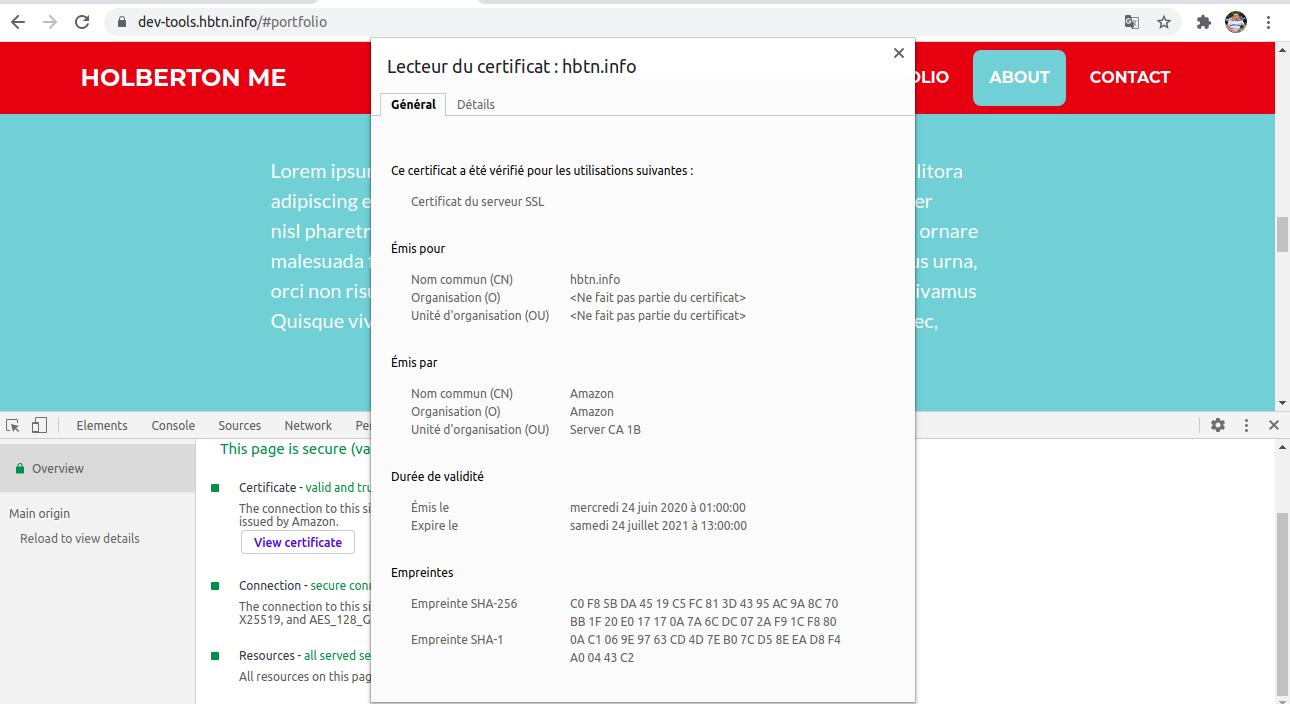 dev-tools.hbtn.info/#portfolio
HOLBERTON ME
OLIO
ABOUT
CONTACT
Lecteur du certificat : hbtn.info
Général
Détails
Ce certificat a été vérifié pour les utilisations suivantes :
Certificat du serveur SSL
Émis pour
Nom commun (CN) hbtn.info
Organisation (O) <Ne fait pas partie du certificat>
Unité d'organisation (OU) <Ne fait pas partie du certificat>
Émis par
Nom commun (CN) Amazon
Organisation (O) Amazon
Unité d'organisation (OU) Server CA 1B
Durée de validité
Émis le mercredi 24 juin 2020 à 01:00:00
Expire le samedi 24 juillet 2021 à 13:00:00
Empreintes
Empreinte SHA-256 C0 F8 5B DA 45 19 C5 FC 81 3D 43 95 AC 9A 8C 70
BB 1F 20 E0 17 17 0A 7A 6C DC 07 2A F9 1C F8 80
Empreinte SHA-1 0A C1 06 9E 97 63 CD 4D 7E B0 7C D5 8E EA D8 F4
A0 04 43 C2
Lorem ipsu litora
adipiscing e er
nisl pharetr ornare
malesuada us urna,
orci non ris ivamus
Quisque viv ec,
Elements Console Sources Network Pe
Overview
Main origin
Reload to view details
This page is secure (va
Certificate - valid and tru
The connection to this si
issued by Amazon.
View certificate
Connection - secure conn
The connection to this si
X25519, and AES_128_G
Resources - all served se
All resources on this pag